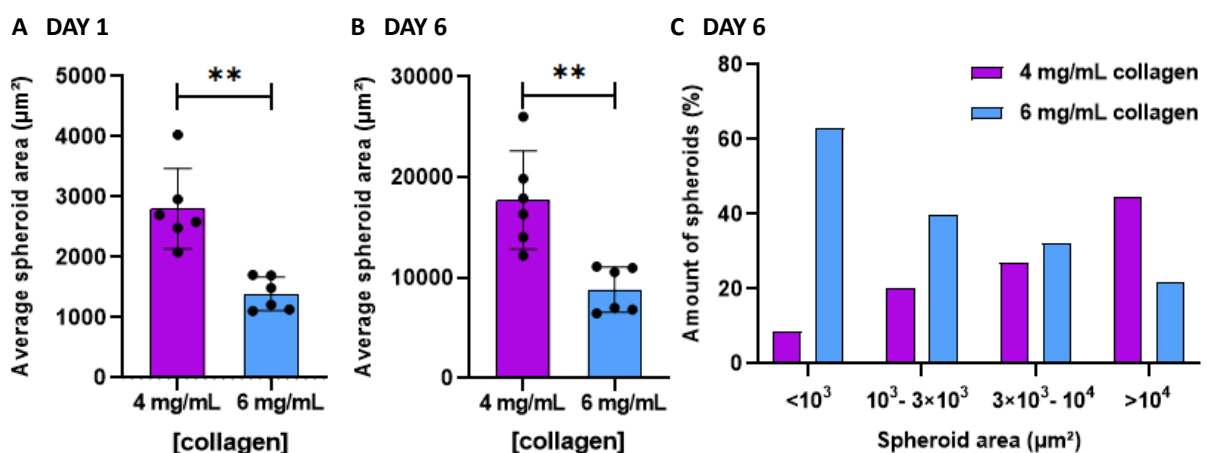 A DAY 1
Average spheroid area (µm²)
5000
4000
3000
2000
1000
0
**
4 mg/mL 6 mg/mL
[collagen]
B DAY 6
Average spheroid area (µm²)
30000
20000
10000
0
**
4 mg/mL 6 mg/mL
[collagen]
C DAY 6
Amount of spheroids (%)
80
60
40
20
0
4 mg/mL collagen
6 mg/mL collagen
<10³ 10³- 3×10³ 3×10³- 10⁴ >10⁴
Spheroid area (µm²)